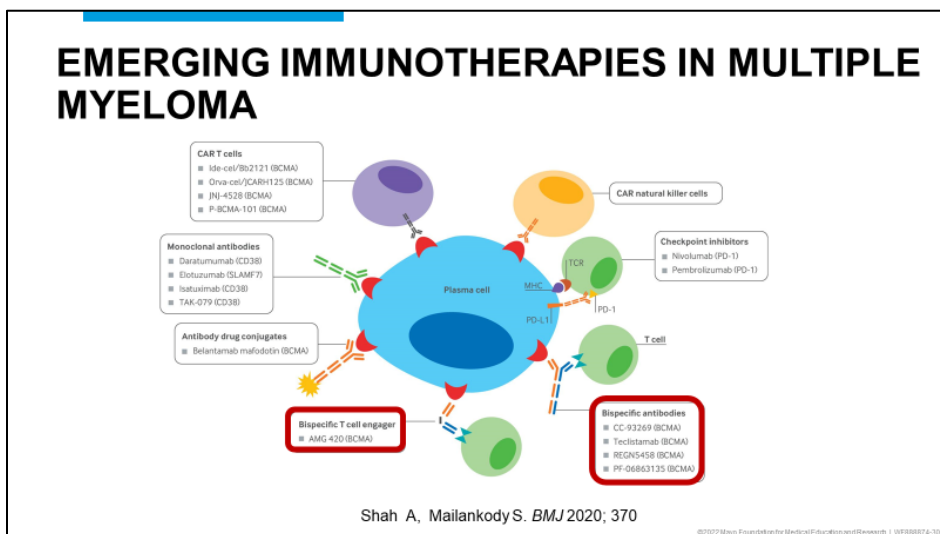 EMERGING IMMUNOTHERAPIES IN MULTIPLE
MYELOMA
CAR T cells
Ide-cel/Bb2121 (BCMA)
Orva-cel/JCARH125 (BCMA)
JNJ-4528 (BCMA)
P-BCMA-101 (BCMA)
CAR natural killer cells
Monoclonal antibodies
Daratumumab (CD38)
Elotuzumab (SLAMF7)
Isatuximab (CD38)
TAK-079 (CD38)
Checkpoint inhibitors
Nivolumab (PD-1)
Pembrolizumab (PD-1)
TCR
MHC
Plasma cell
PD-L1
PD-1
Antibody drug conjugates
Belantamab mafodotin (BCMA)
T cell
Bispecific T cell engager
AMG 420 (BCMA)
Bispecific antibodies
CC-93269 (BCMA)
Teclistamab (BCMA)
REGN5458 (BCMA)
PF-06863135 (BCMA)
Shah A, Mailankody S. BMJ 2020; 370
©2022 Mayo Foundation for Medical Education and Research |